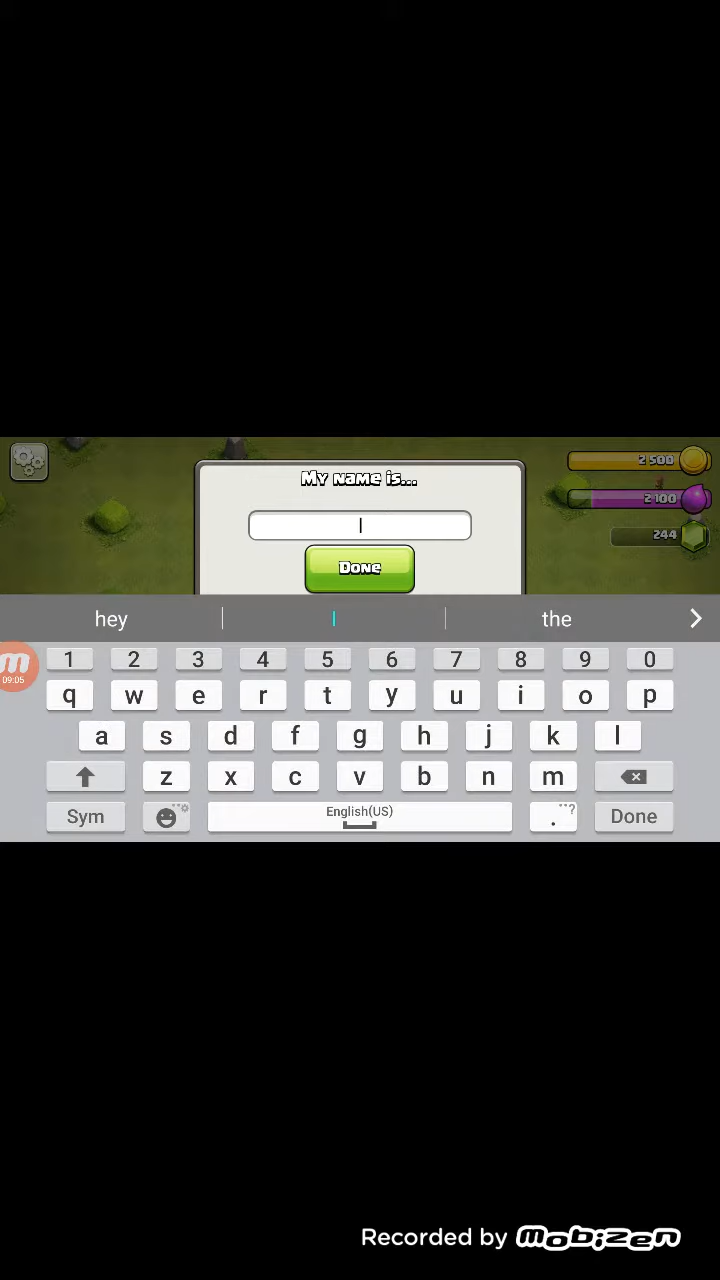 My name is...
2 500
2 100
244
Done
hey I the
09:05
1 2 3 4 5 6 7 8 9 0
q w e r t y u i o p
a s d f g h j k l
z x c v b n m
Sym English(US) . ..? Done
Recorded by mobizen